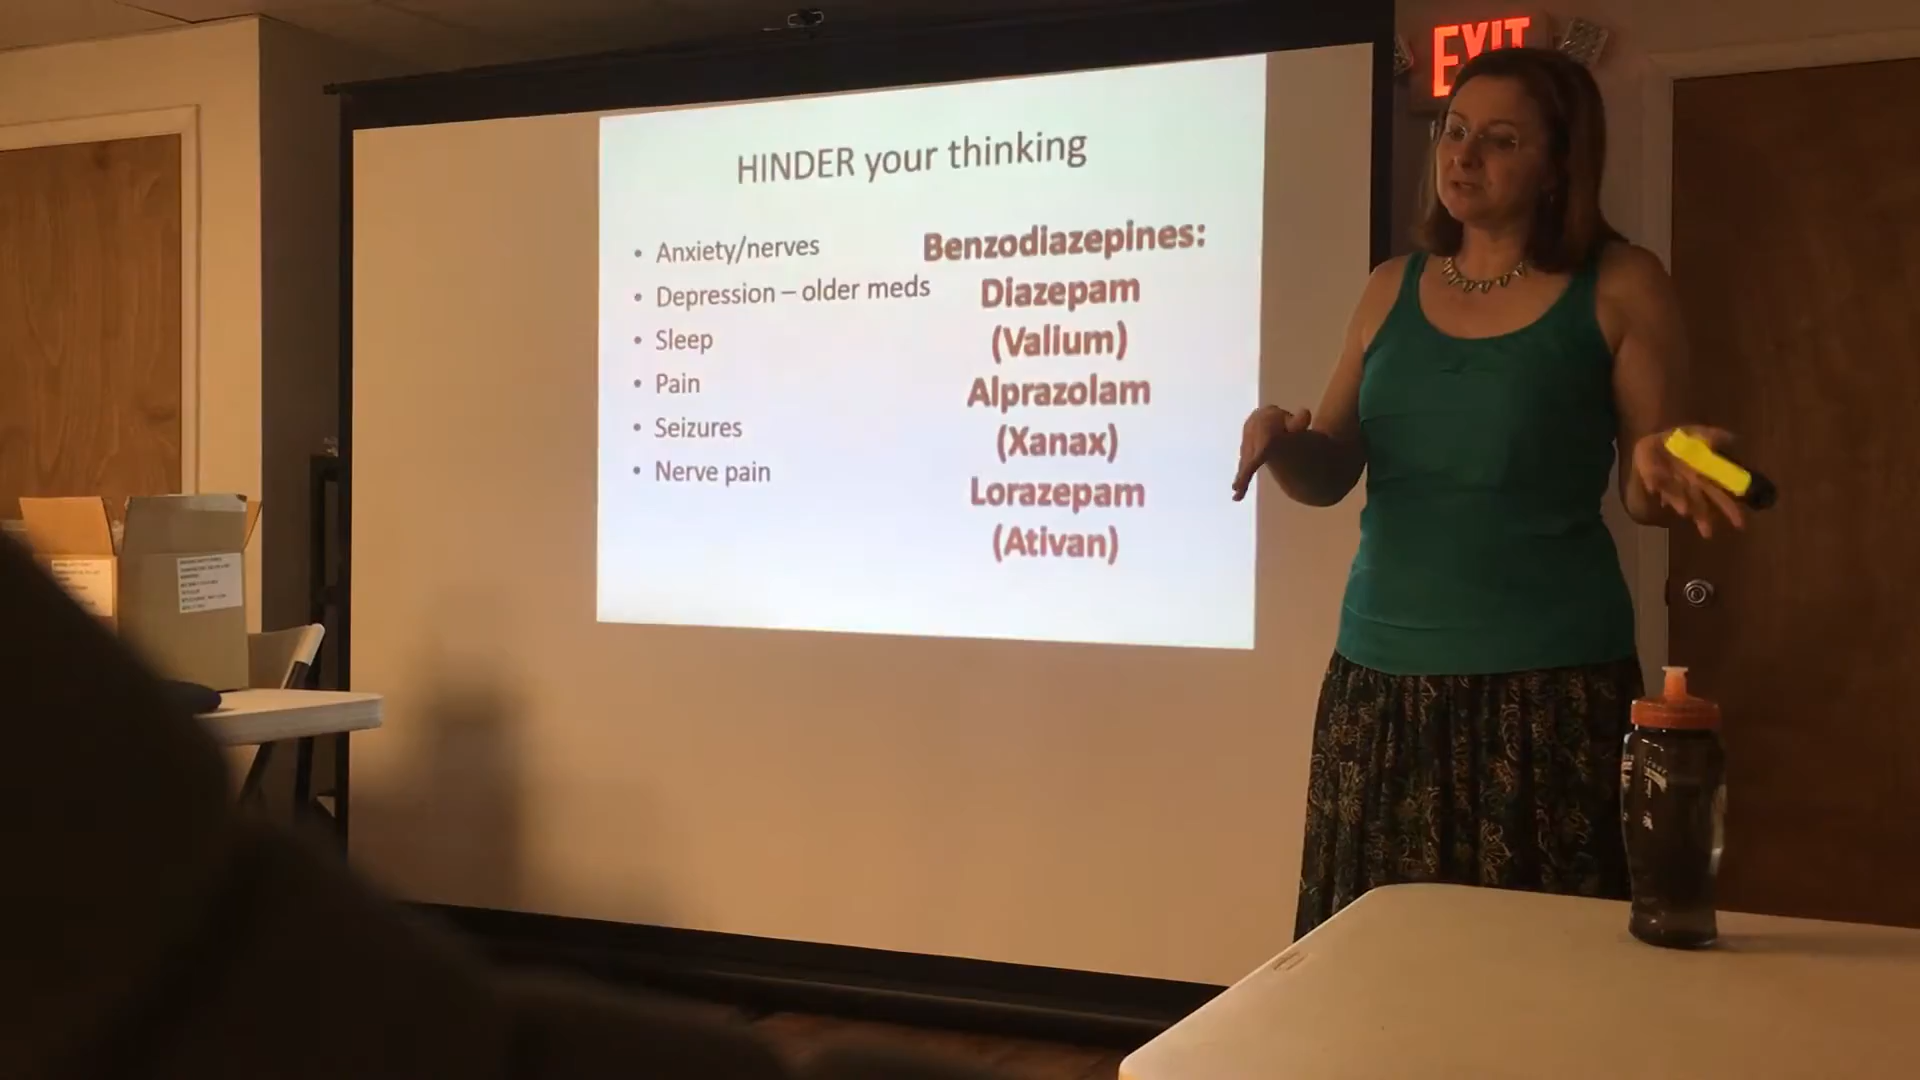 EXIT
HINDER your thinking
• Anxiety/nerves
• Depression – older meds
• Sleep
• Pain
• Seizures
• Nerve pain
Benzodiazepines:
Diazepam
(Valium)
Alprazolam
(Xanax)
Lorazepam
(Ativan)